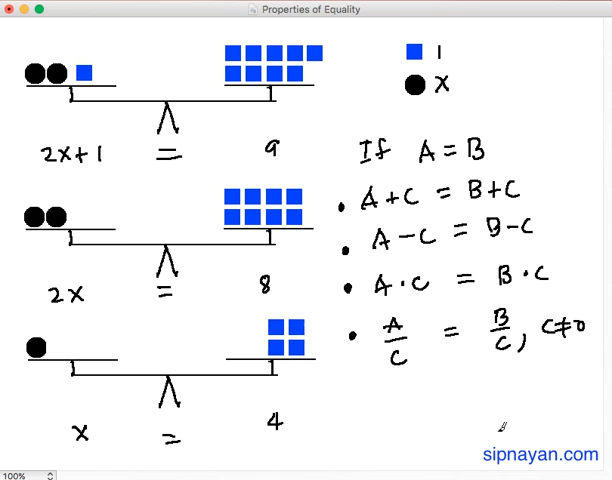 Properties of Equality
1
X
2x+1 = 9
If A = B
• A+C = B+C
• A-C = B-C
2x = 8
• A·C = B·C
• A/C = B/C, C≠0
x = 4
sipnayan.com
100%